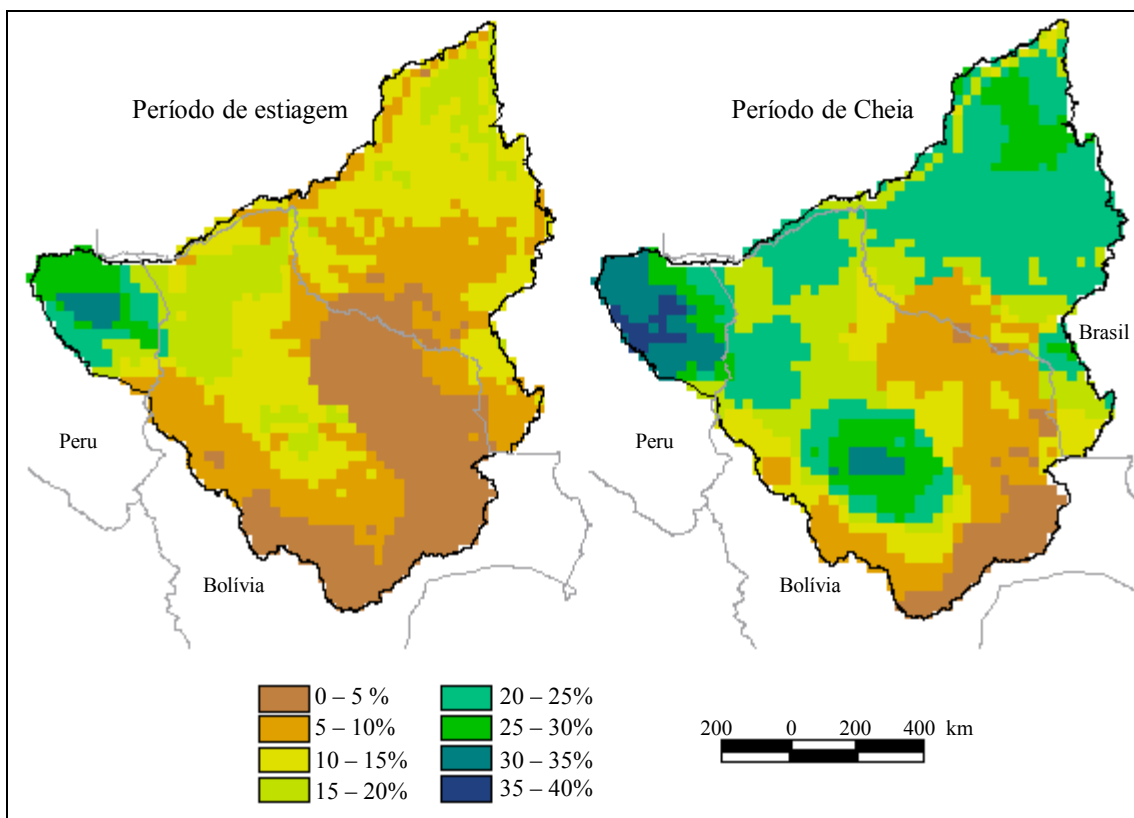 Período de estiagem
Período de Cheia
Brasil
Peru
Peru
Bolívia
Bolívia
0 – 5 %
5 – 10%
10 – 15%
15 – 20%
20 – 25%
25 – 30%
30 – 35%
35 – 40%
200 0 200 400 km